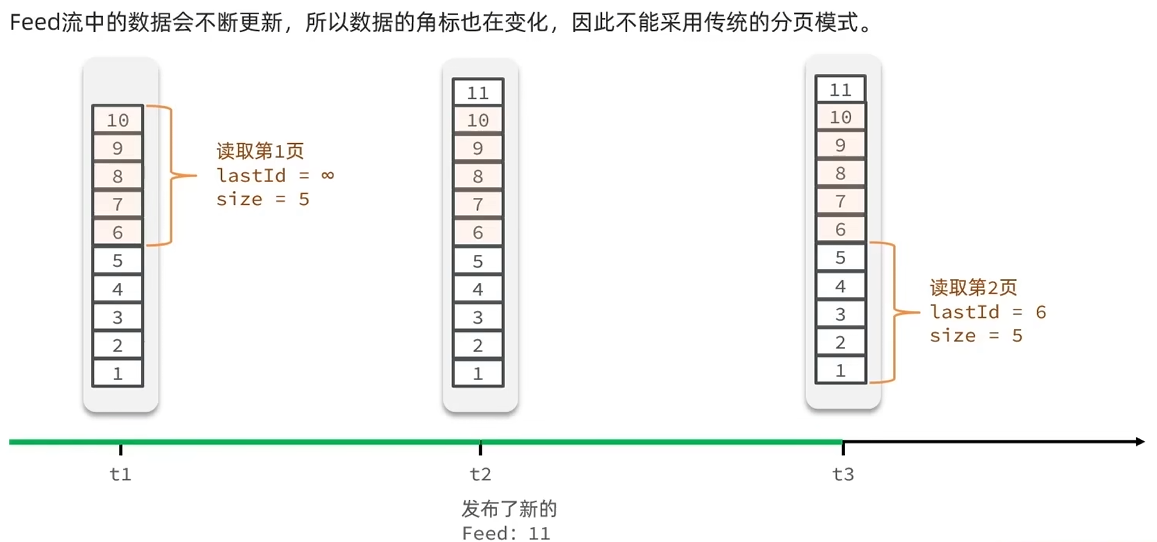 Feed流中的数据会不断更新，所以数据的角标也在变化，因此不能采用传统的分页模式。
10
9
8
7
6
5
4
3
2
1
读取第1页
lastId = ∞
size = 5
11
10
9
8
7
6
5
4
3
2
1
11
10
9
8
7
6
5
4
3
2
1
读取第2页
lastId = 6
size = 5
t1
t2
t3
发布了新的
Feed：11